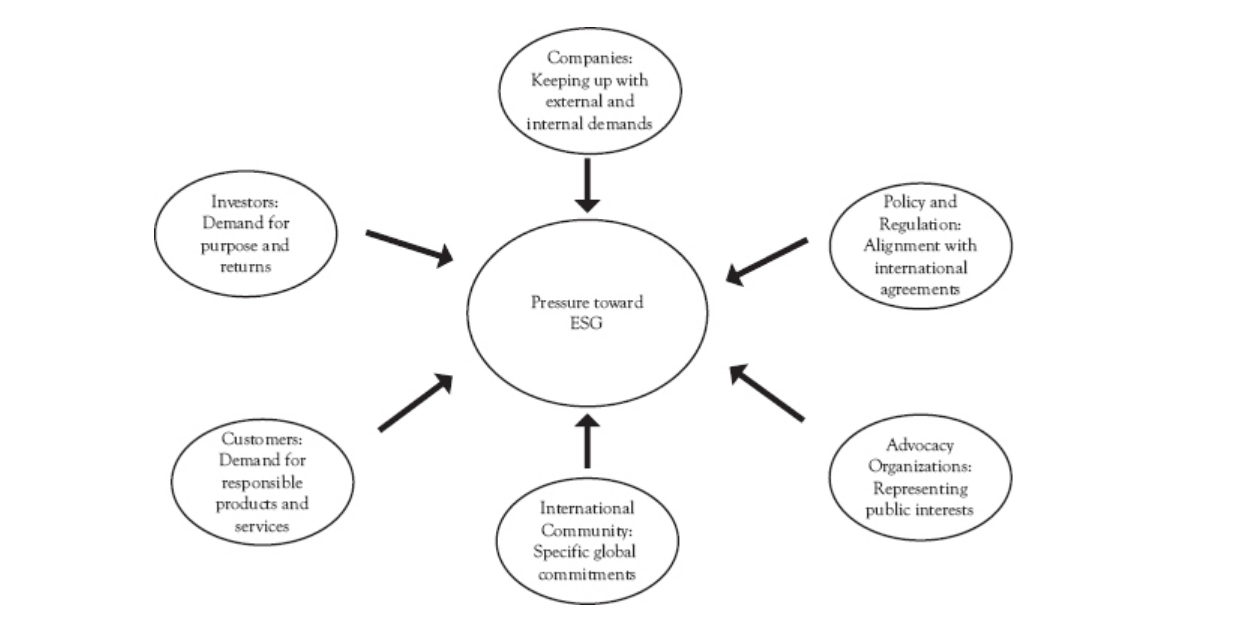 Companies:
Keeping up with
external and
internal demands
Investors:
Demand for
purpose and
returns
Policy and
Regulation:
Alignment with
international
agreements
Pressure toward
ESG
Customers:
Demand for
responsible
products and
services
International
Community:
Specific global
commitments
Advocacy
Organizations:
Representing
public interests